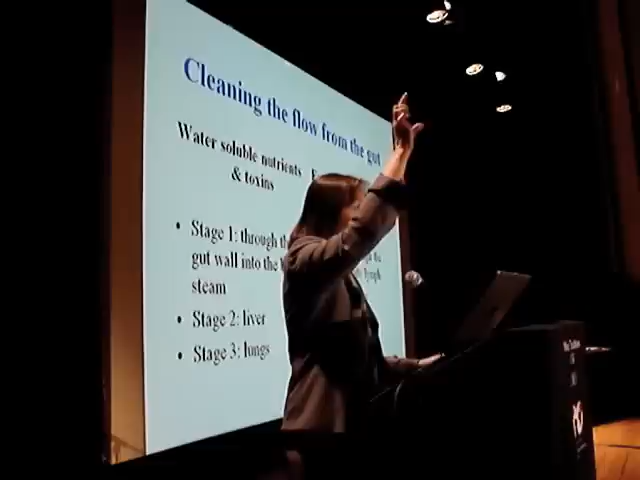 Cleaning the flow from the gut
Water soluble nutrients
& toxins
• Stage 1: through
gut wall into the
steam
• Stage 2: liver
• Stage 3: lungs
lymph